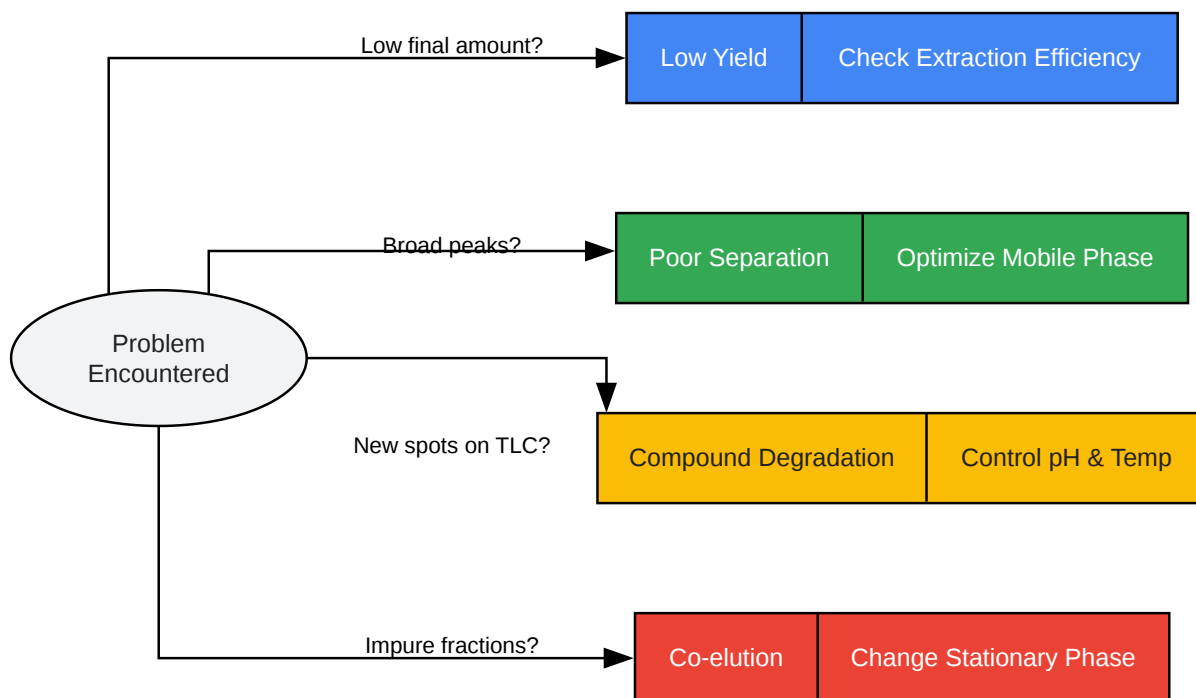 Low final amount?
Low Yield
Check Extraction Efficiency
Broad peaks?
Poor Separation
Optimize Mobile Phase
Problem
Encountered
New spots on TLC?
Compound Degradation
Control pH & Temp
Impure fractions?
Co-elution
Change Stationary Phase